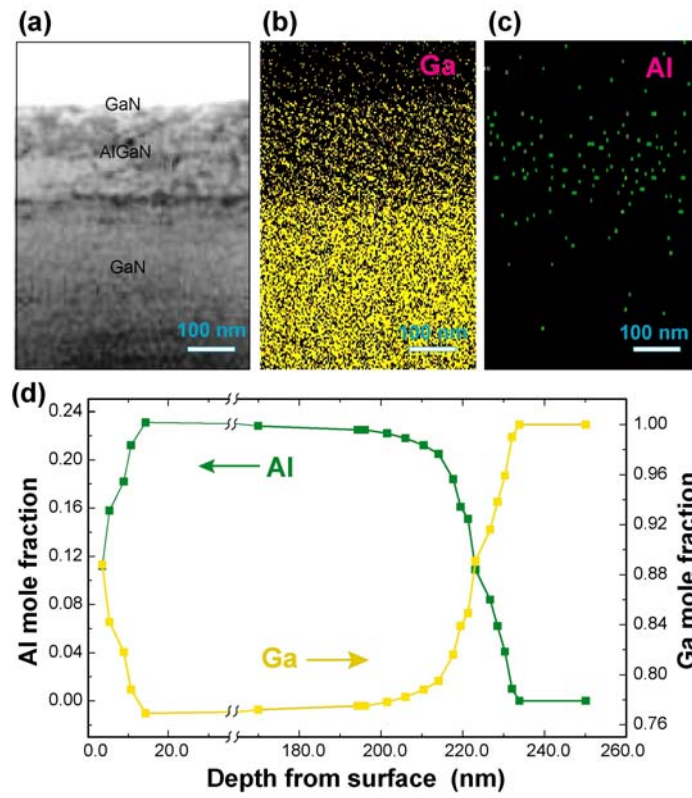 (a)
(b)
(c)
GaN
AlGaN
GaN
100 nm
Ga
100 nm
Al
100 nm
(d)
0.24
0.20
0.16
0.12
0.08
0.04
0.00
Al mole fraction
Al
Ga
1.00
0.96
0.92
0.88
0.84
0.80
0.76
Ga mole fraction
0.0 20.0 180.0 200.0 220.0 240.0 260.0
Depth from surface (nm)